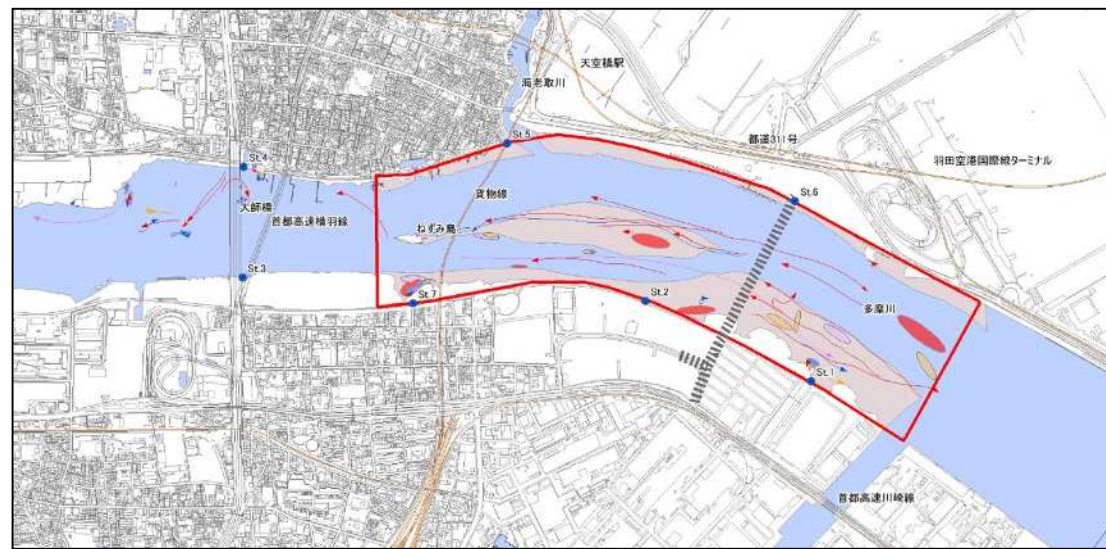 天空橋駅
海老取川
都道311号
羽田空港国際線ターミナル
St.5
St.4
大師橋
首都高速横羽線
貨物線
ねずみ島
St.6
St.3
St.7
St.2
多摩川
St.1
首都高速川崎線